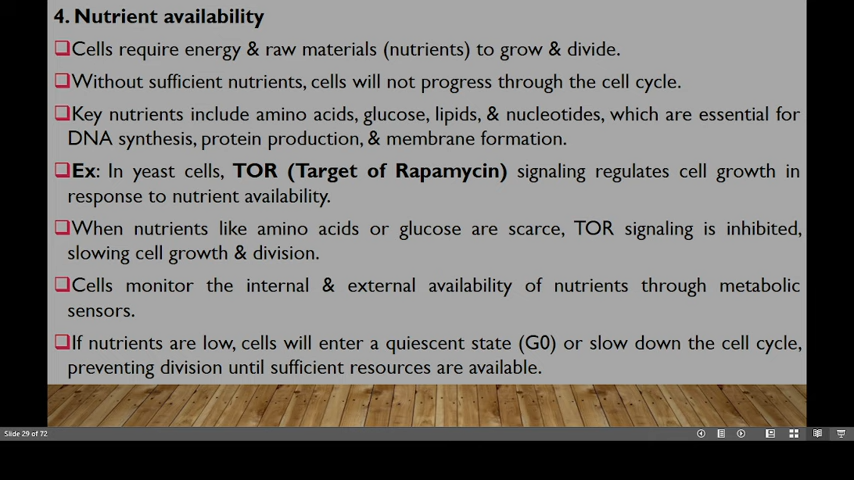 4. Nutrient availability
❑Cells require energy & raw materials (nutrients) to grow & divide.
❑Without sufficient nutrients, cells will not progress through the cell cycle.
❑Key nutrients include amino acids, glucose, lipids, & nucleotides, which are essential for
DNA synthesis, protein production, & membrane formation.
❑Ex: In yeast cells, TOR (Target of Rapamycin) signaling regulates cell growth in
response to nutrient availability.
❑When nutrients like amino acids or glucose are scarce, TOR signaling is inhibited,
slowing cell growth & division.
❑Cells monitor the internal & external availability of nutrients through metabolic
sensors.
❑If nutrients are low, cells will enter a quiescent state (G0) or slow down the cell cycle,
preventing division until sufficient resources are available.
Slide 29 of 72